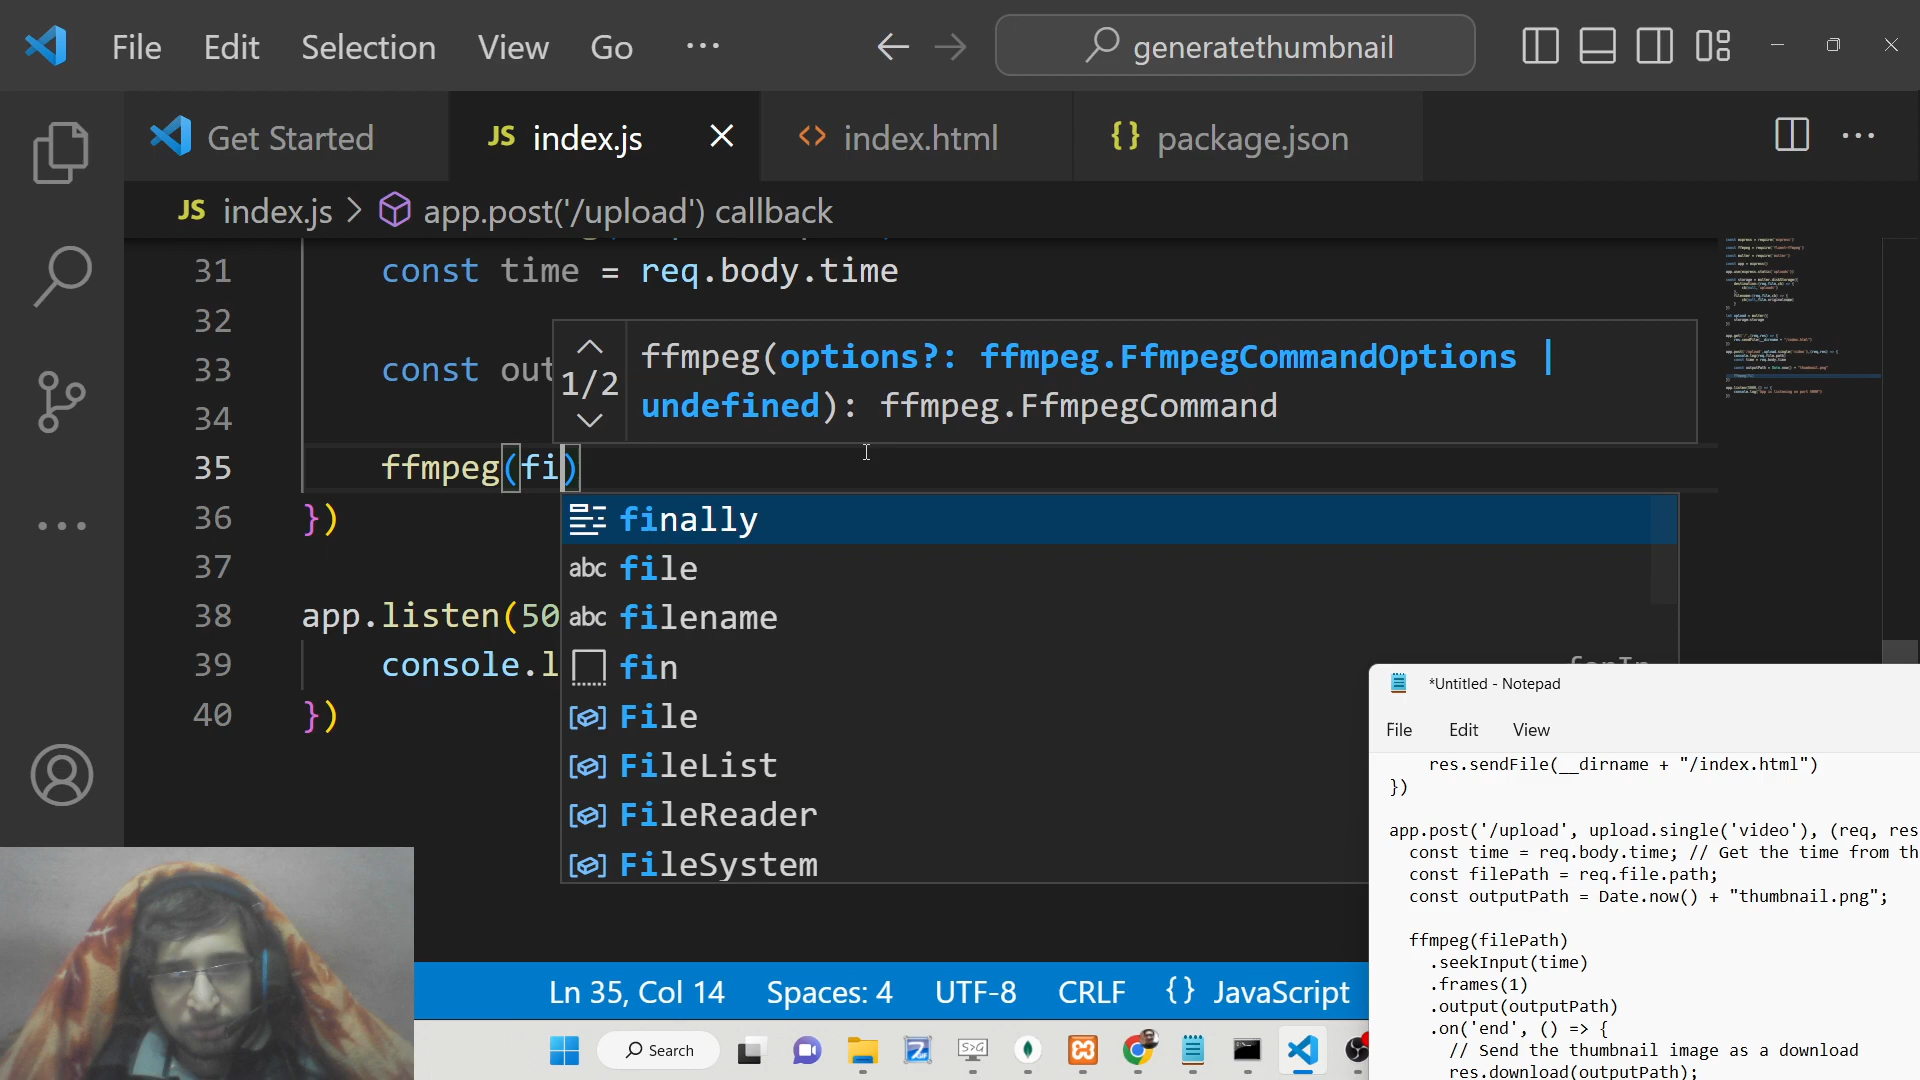 File Edit Selection View Go ··· generatethumbnail
Get Started JS index.js index.html {} package.json
JS index.js > app.post('/upload') callback
31 const time = req.body.time
32
33 const out
34
35 ffmpeg(fi)
36 })
37
38 app.listen(50
39 console.l
40 })
1/2
ffmpeg(options?: ffmpeg.FfmpegCommandOptions |
undefined): ffmpeg.FfmpegCommand
finally
abc file
abc filename
fin
File
FileList
FileReader
FileSystem
*Untitled - Notepad
File Edit View
res.sendFile(__dirname + "/index.html")
})
app.post('/upload', upload.single('video'), (req, res
const time = req.body.time; // Get the time from th
const filePath = req.file.path;
const outputPath = Date.now() + "thumbnail.png";
ffmpeg(filePath)
.seekInput(time)
.frames(1)
.output(outputPath)
.on('end', () => {
// Send the thumbnail image as a download
res.download(outputPath);
Ln 35, Col 14 Spaces: 4 UTF-8 CRLF {} JavaScript
Search